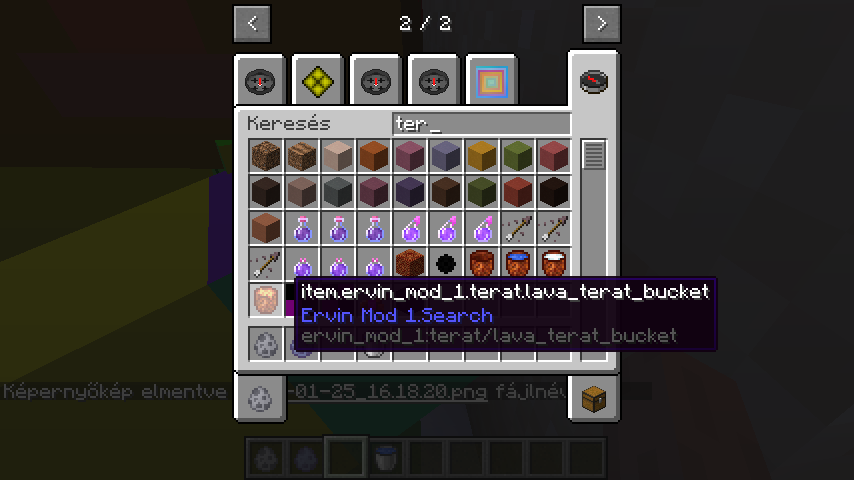 2 / 2
Keresés
ter_
item.ervin_mod_1.terat.lava_terat_bucket
Ervin Mod 1.Search
ervin_mod_1:terat/lava_terat_bucket
Képernyőkép elmentve -01-25_16.18.20.png fájlnév